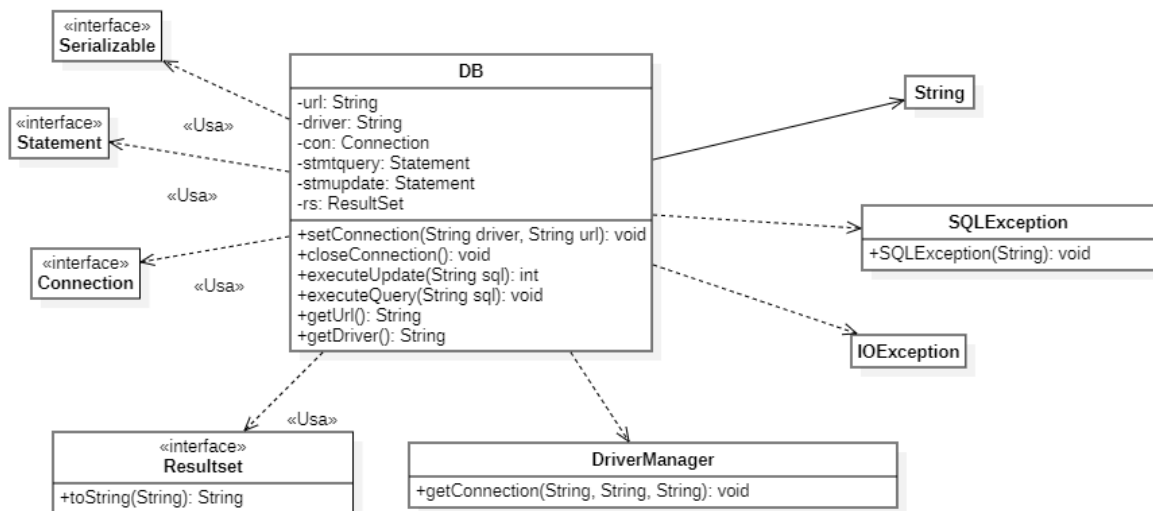 «interface»
Serializable
«Usa»
«interface»
Statement
«Usa»
«interface»
Connection
«Usa»
DB
-url: String
-driver: String
-con: Connection
-stmtquery: Statement
-stmupdate: Statement
-rs: ResultSet
+setConnection(String driver, String url): void
+closeConnection(): void
+executeUpdate(String sql): int
+executeQuery(String sql): void
+getUrl(): String
+getDriver(): String
String
SQLException
+SQLException(String): void
IOException
«Usa»
«interface»
Resultset
+toString(String): String
DriverManager
+getConnection(String, String, String): void